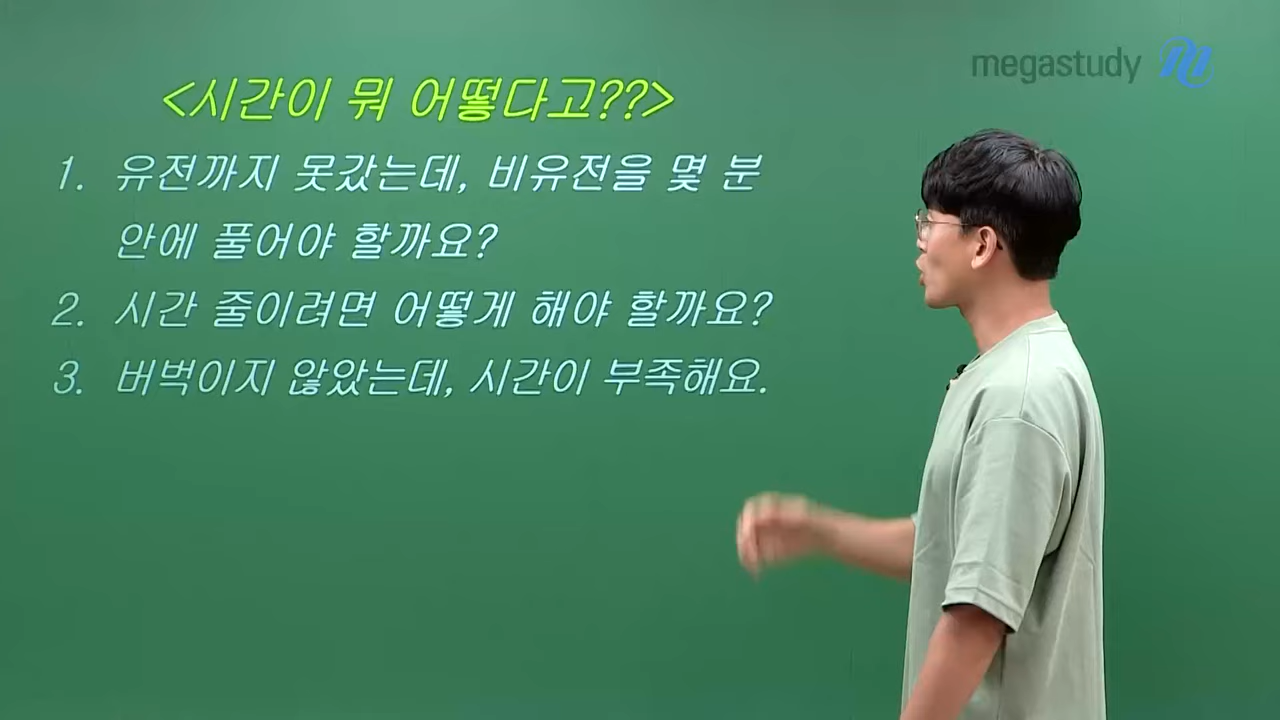 megastudy
<시간이 뭐 어떻다고??>
1. 유전까지 못갔는데, 비유전을 몇 분
안에 풀어야 할까요?
2. 시간 줄이려면 어떻게 해야 할까요?
3. 버벅이지 않았는데, 시간이 부족해요.